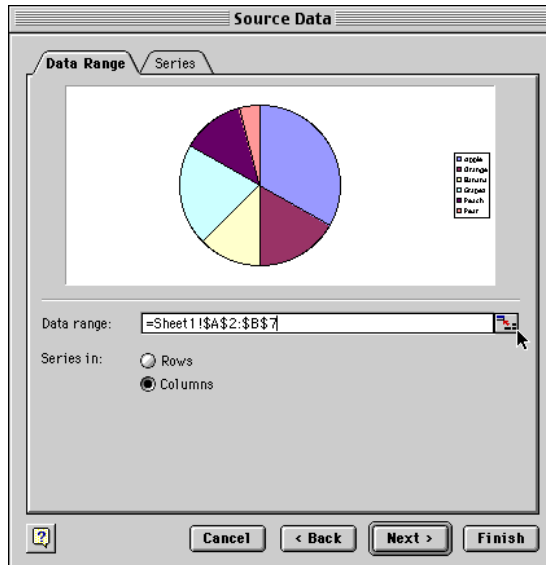 Source Data
Data Range
Series
Apple
Orange
Banana
Grapes
Peach
Pear
Data range:
=Sheet1!$A$2:$B$7
Series in:
Rows
Columns
?
Cancel
< Back
Next >
Finish